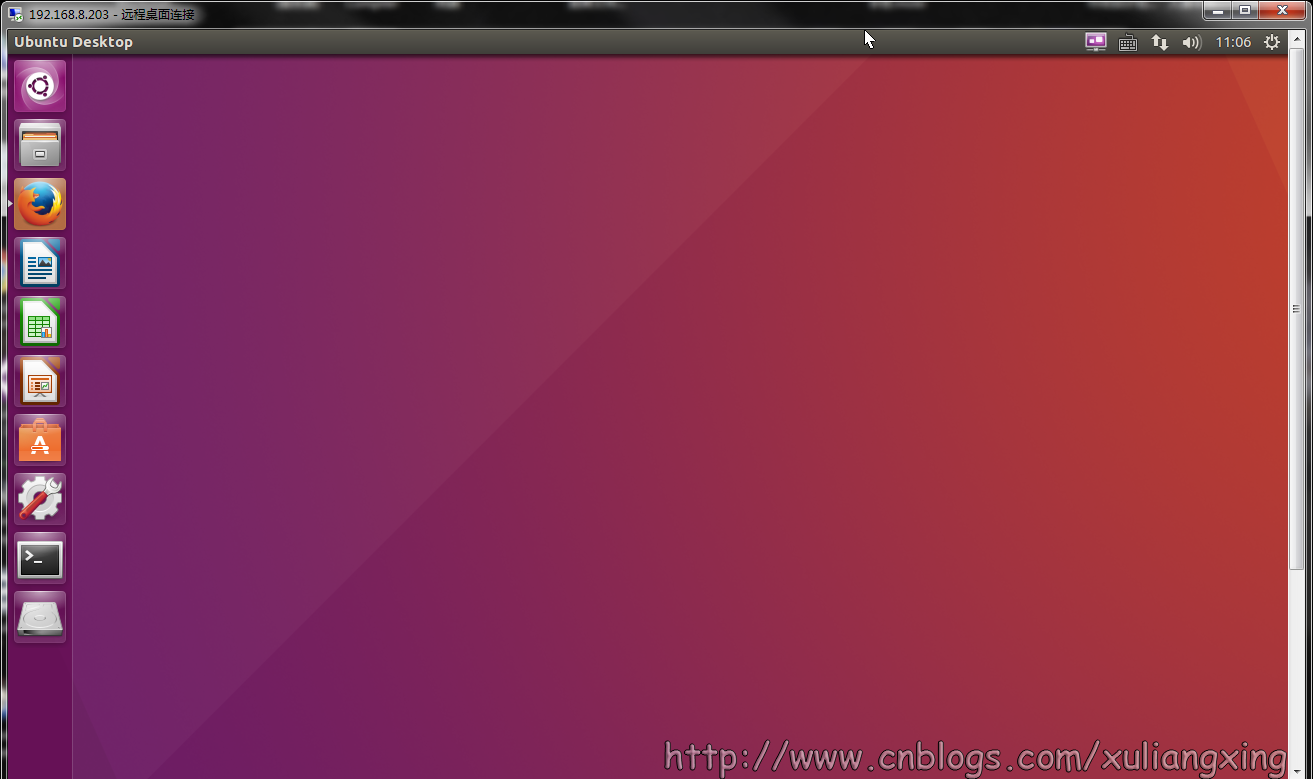 192.168.8.203 - 远程桌面连接
Ubuntu Desktop
11:06
http://www.cnblogs.com/xuliangxing